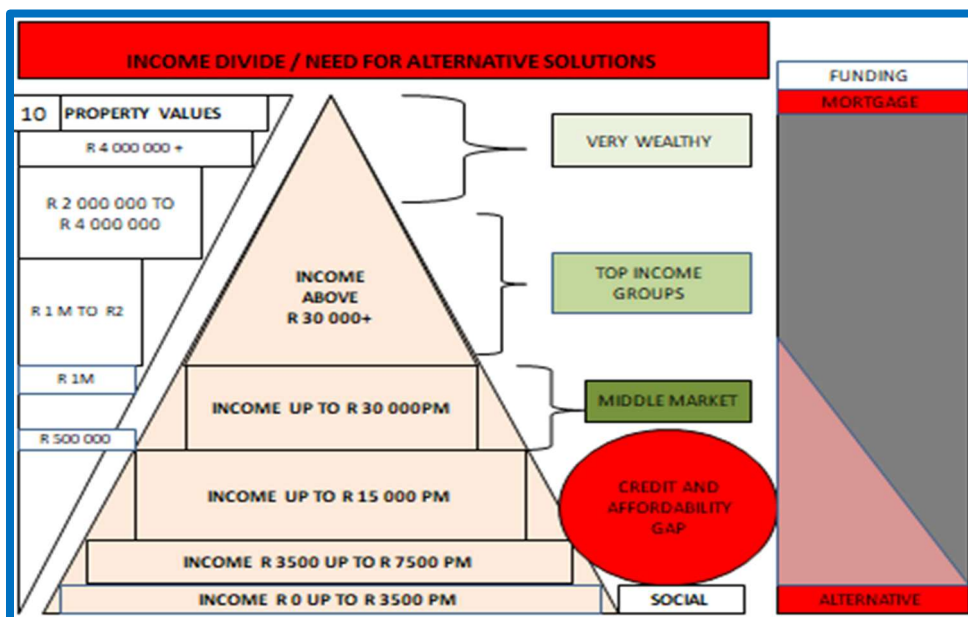 INCOME DIVIDE / NEED FOR ALTERNATIVE SOLUTIONS
FUNDING
MORTGAGE
10 PROPERTY VALUES
R 4 000 000 +
R 2 000 000 TO
R 4 000 000
R 1 M TO R2
R 1M
R 500 000
INCOME
ABOVE
R 30 000+
INCOME UP TO R 30 000PM
INCOME UP TO R 15 000 PM
INCOME R 3500 UP TO R 7500 PM
INCOME R 0 UP TO R 3500 PM
VERY WEALTHY
TOP INCOME
GROUPS
MIDDLE MARKET
CREDIT AND
AFFORDABILITY
GAP
SOCIAL
ALTERNATIVE